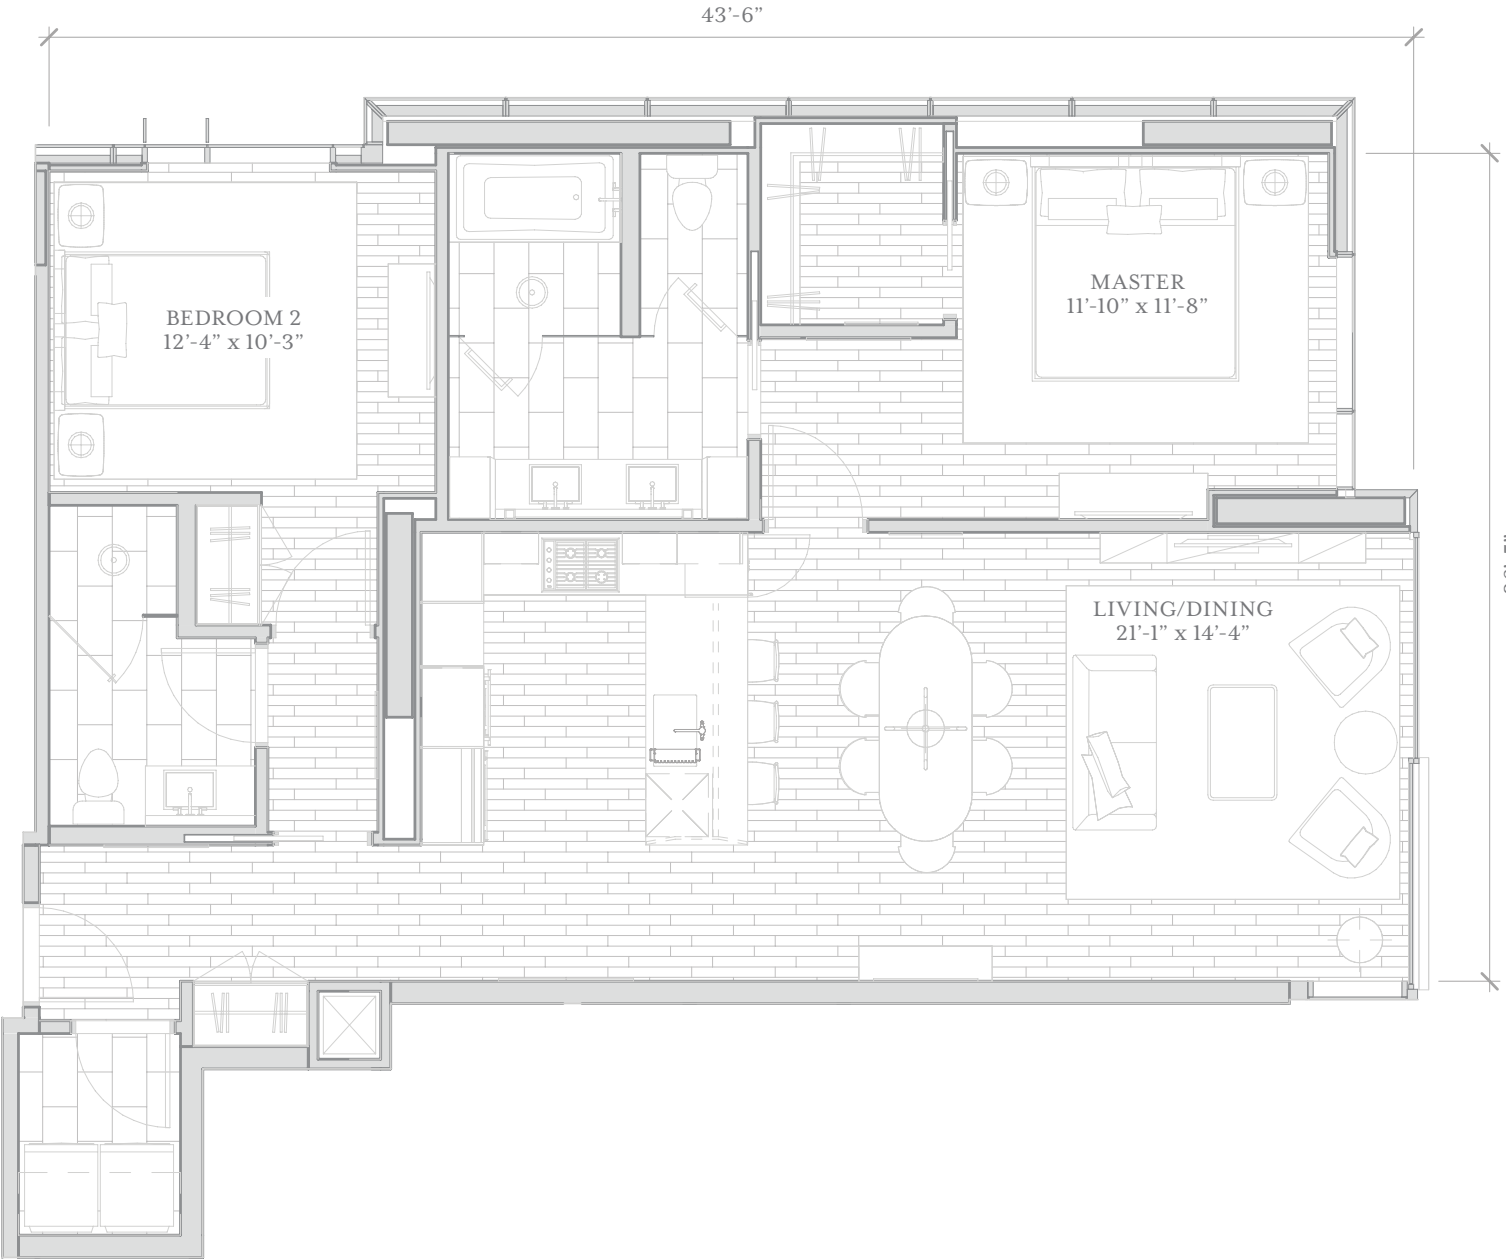 43’-6”
MASTER
11’-10” x 11’-8”
BEDROOM 2
12’-4” x 10’-3”
LIVING/DINING
21’-1” x 14’-4”